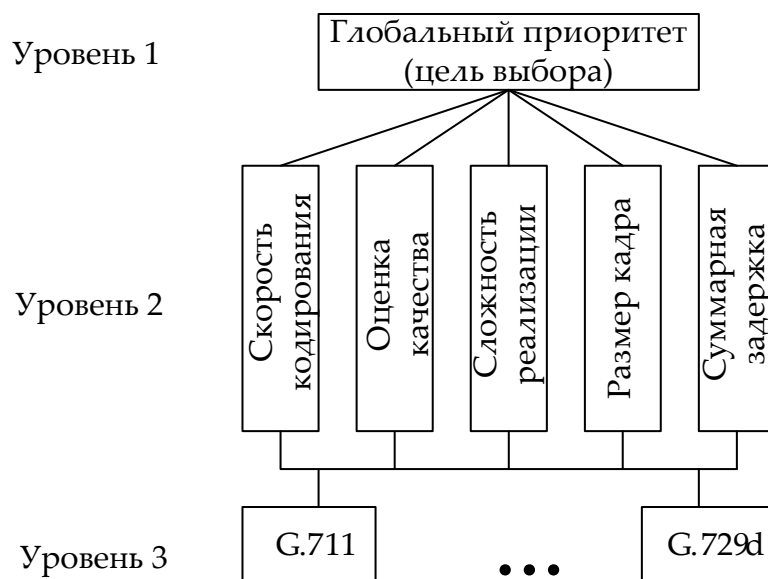 Уровень 1
Глобальный приоритет
(цель выбора)
Уровень 2
Скорость
кодирования
Оценка
качества
Сложность
реализации
Размер кадра
Суммарная
задержка
Уровень 3
G.711
...
G.729d